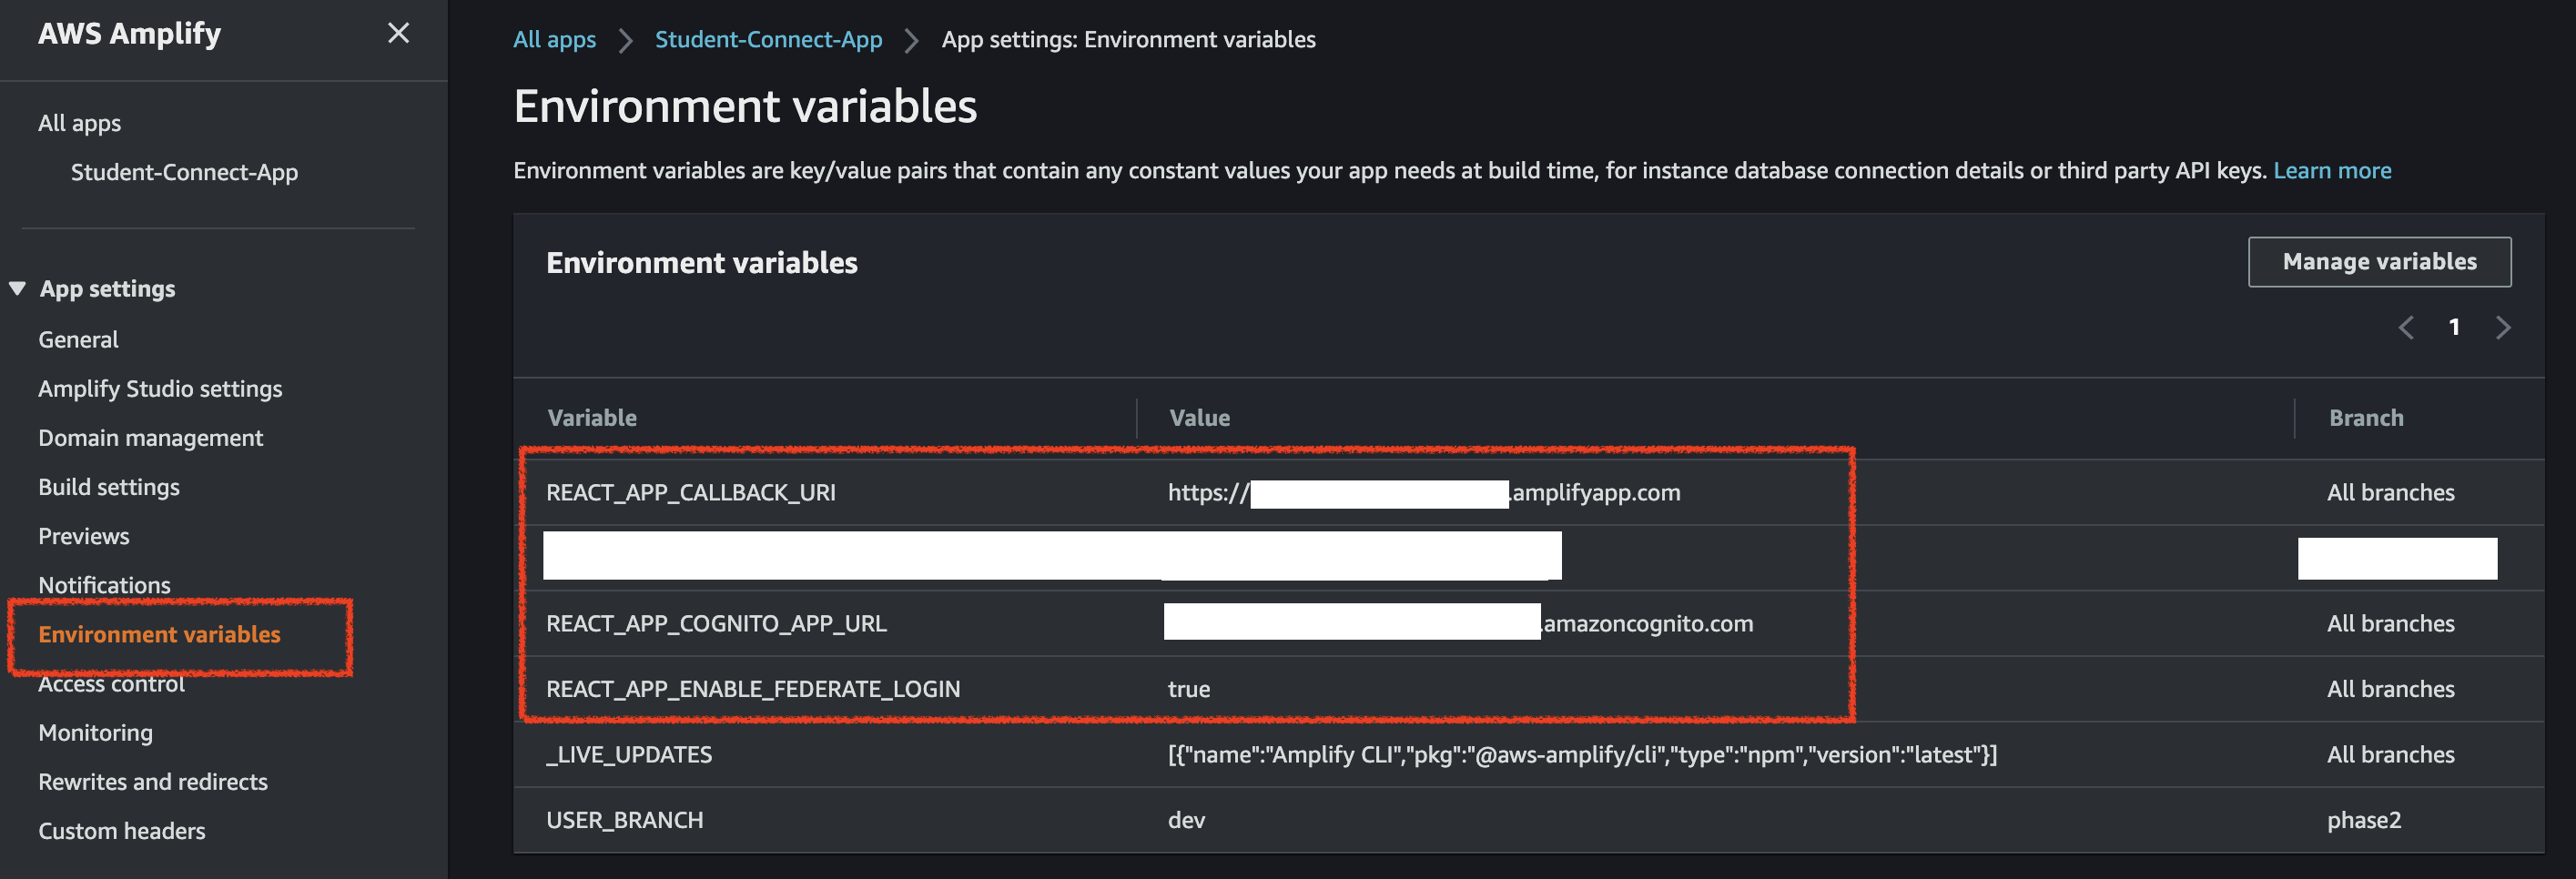 AWS Amplify
All apps
Student-Connect-App
App settings
General
Amplify Studio settings
Domain management
Build settings
Previews
Notifications
Environment variables
Access control
Monitoring
Rewrites and redirects
Custom headers
All apps Student-Connect-App App settings: Environment variables
Environment variables
Environment variables are key/value pairs that contain any constant values your app needs at build time, for instance database connection details or third party API keys. Learn more
Environment variables
Manage variables
1
Variable Value Branch
REACT_APP_CALLBACK_URI https:// .amplifyapp.com All branches
REACT_APP_COGNITO_APP_URL .amazoncognito.com All branches
REACT_APP_ENABLE_FEDERATE_LOGIN true All branches
_LIVE_UPDATES [{"name":"Amplify CLI","pkg":"@aws-amplify/cli","type":"npm","version":"latest"}] All branches
USER_BRANCH dev phase2